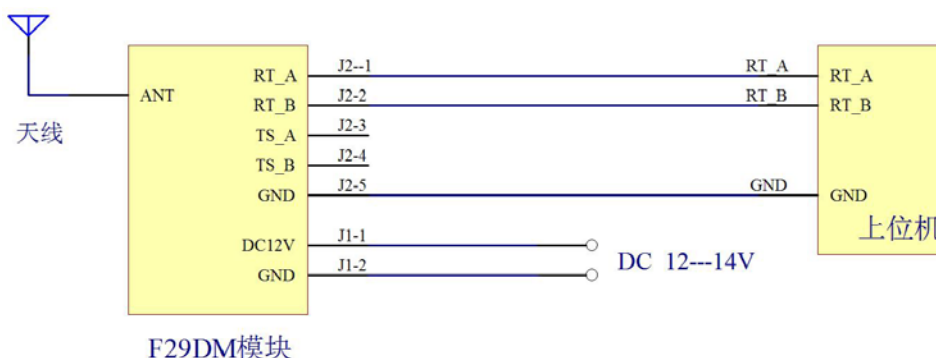 RT_A J2--1 RT_A RT_A
ANT RT_B J2-2 RT_B RT_B
天线 TS_A J2-3
TS_B J2-4
GND J2-5 GND GND
上位机
DC12V J1-1
DC 12---14V
GND J1-2
F29DM模块